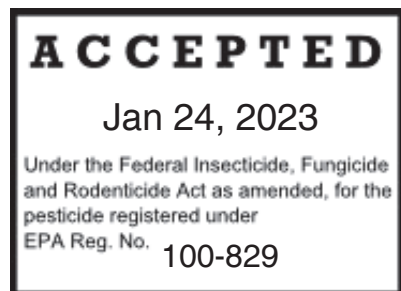 ACCEPTED
Jan 24, 2023
Under the Federal Insecticide, Fungicide
and Rodenticide Act as amended, for the
pesticide registered under
EPA Reg. No. 100-829